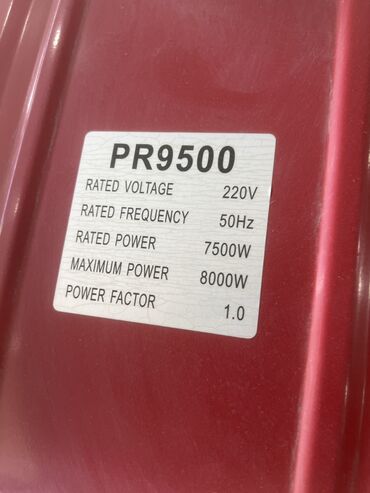 PR9500
RATED VOLTAGE 220V
RATED FREQUENCY 50Hz
RATED POWER 7500W
MAXIMUM POWER 8000W
POWER FACTOR 1.0